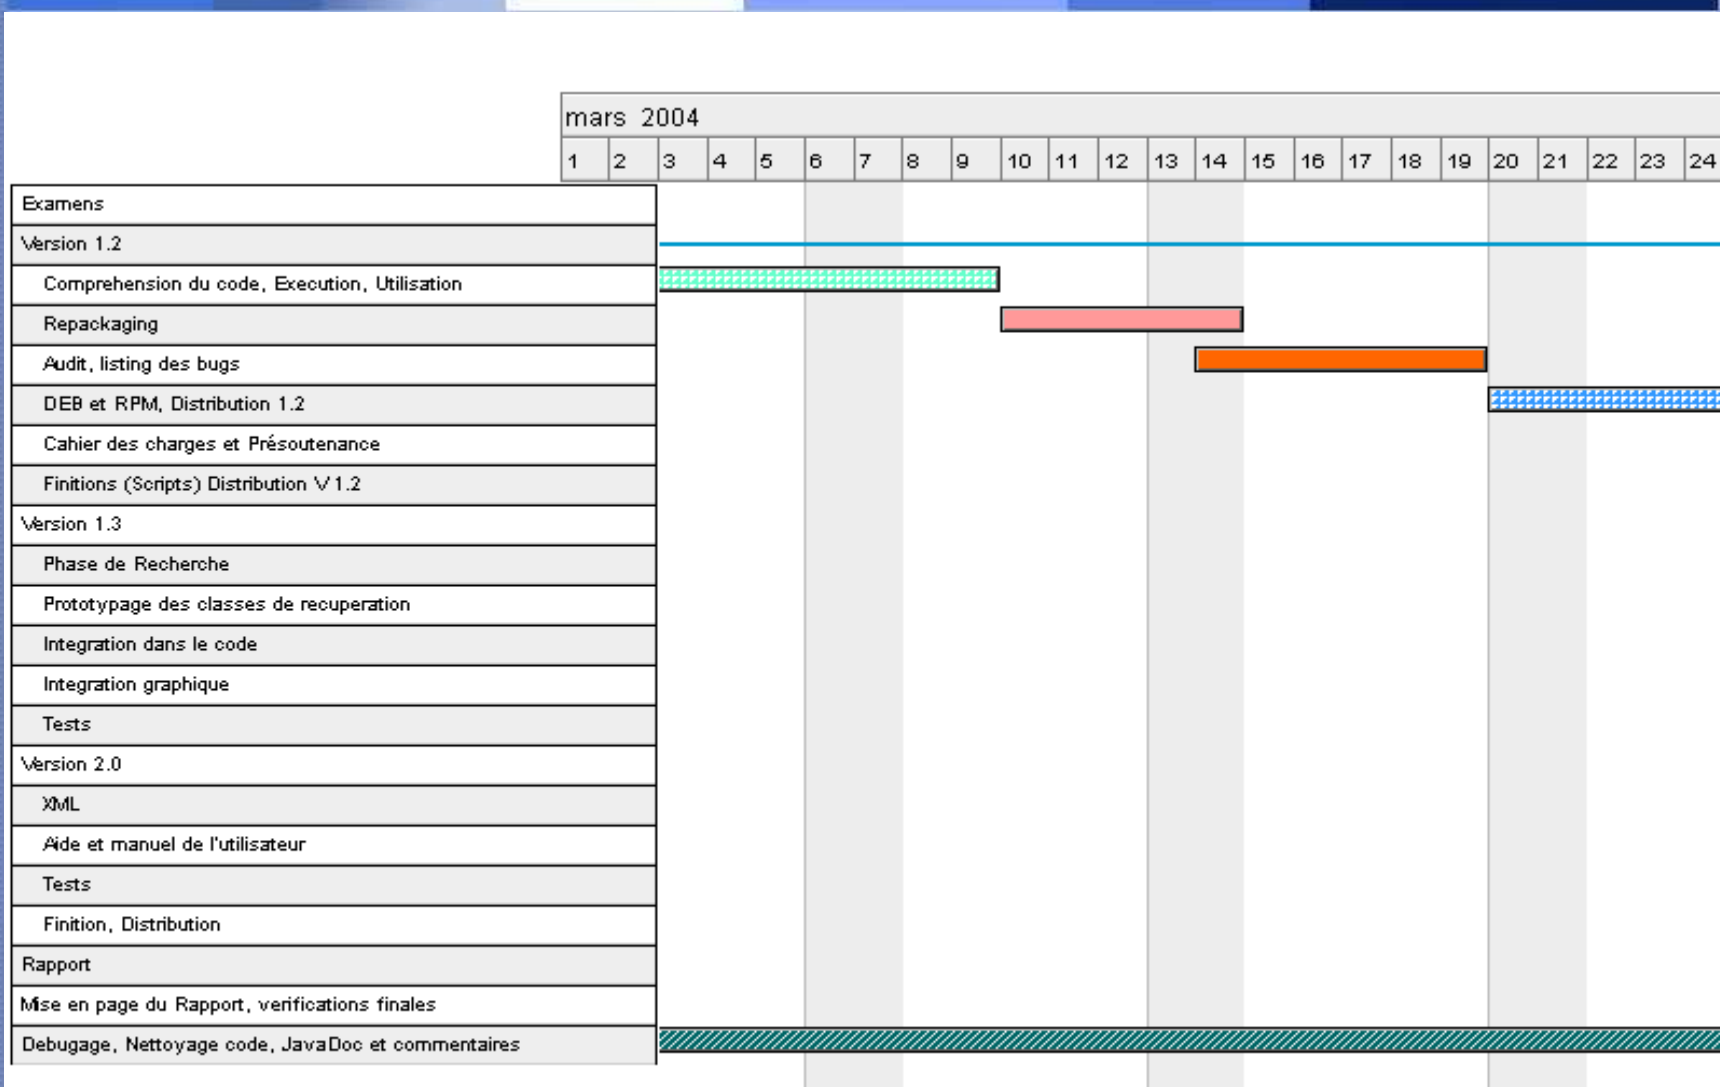 mars 2004
1 2 3 4 5 6 7 8 9 10 11 12 13 14 15 16 17 18 19 20 21 22 23 24
Examens
Version 1.2
Comprehension du code, Execution, Utilisation
Repackaging
Audit, listing des bugs
DEB et RPM, Distribution 1.2
Cahier des charges et Présoutenance
Finitions (Scripts) Distribution V 1.2
Version 1.3
Phase de Recherche
Prototypage des classes de recuperation
Integration dans le code
Integration graphique
Tests
Version 2.0
XML
Aide et manuel de l'utilisateur
Tests
Finition, Distribution
Rapport
Mise en page du Rapport, verifications finales
Debugage, Nettoyage code, JavaDoc et commentaires